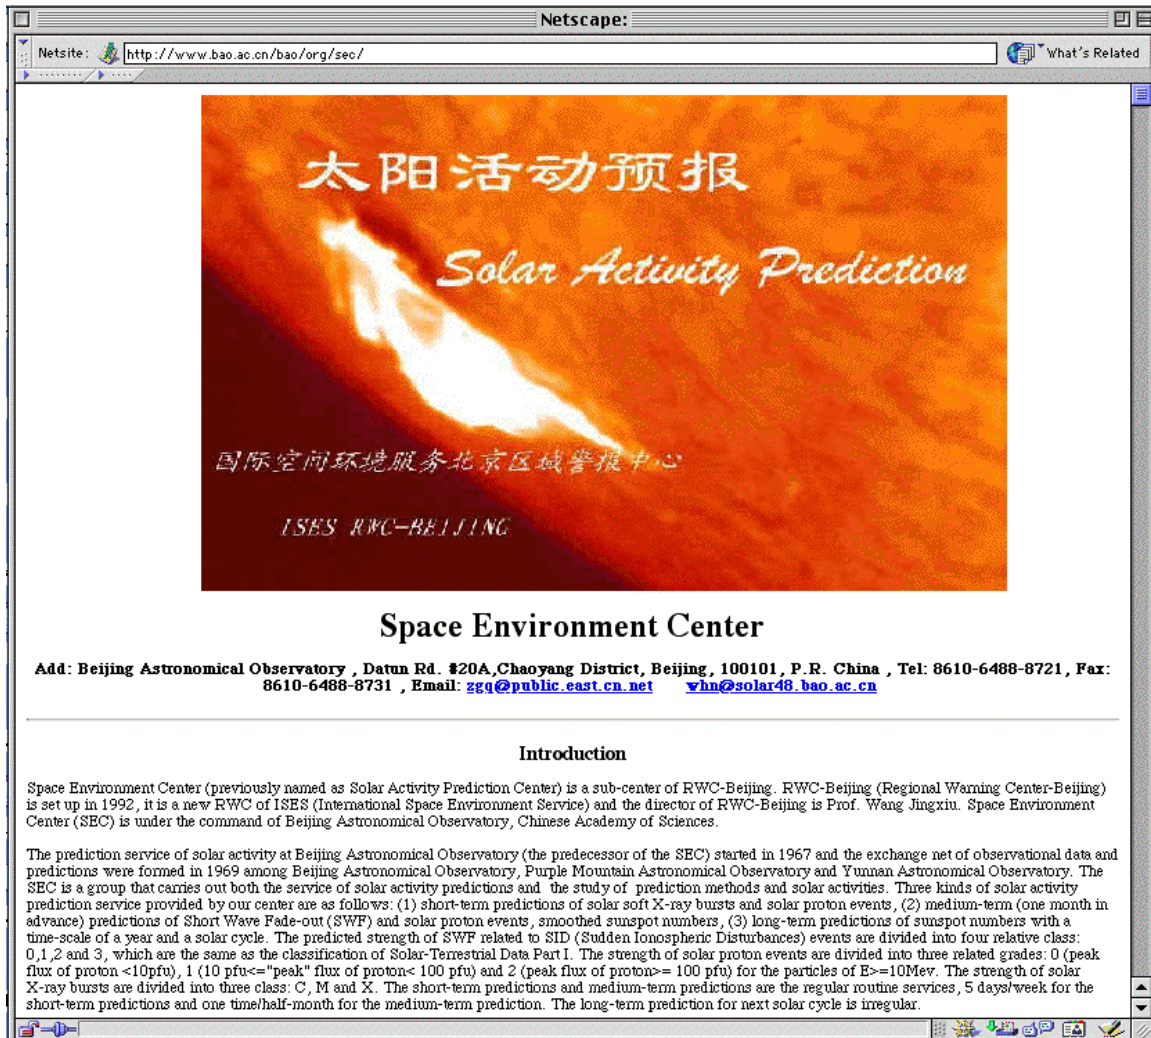 Netscape:
Netsite:
http://www.bao.ac.cn/bao/org/sec/
What's Related
太阳活动预报
Solar Activity Prediction
国际空间环境服务北京区域警报中心
ISES RWC-BEIJING
Space Environment Center
Add: Beijing Astronomical Observatory , Datun Rd. #20A,Chaoyang District, Beijing, 100101, P.R. China , Tel: 8610-6488-8721, Fax:
8610-6488-8731 , Email: zgq@public.east.cn.net whn@solar48.bao.ac.cn
Introduction
Space Environment Center (previously named as Solar Activity Prediction Center) is a sub-center of RWC-Beijing. RWC-Beijing (Regional Warning Center-Beijing)
is set up in 1992, it is a new RWC of ISES (International Space Environment Service) and the director of RWC-Beijing is Prof. Wang Jingxiu. Space Environment
Center (SEC) is under the command of Beijing Astronomical Observatory, Chinese Academy of Sciences.
The prediction service of solar activity at Beijing Astronomical Observatory (the predecessor of the SEC) started in 1967 and the exchange net of observational data and
predictions were formed in 1969 among Beijing Astronomical Observatory, Purple Mountain Astronomical Observatory and Yunnan Astronomical Observatory. The
SEC is a group that carries out both the service of solar activity predictions and the study of prediction methods and solar activities. Three kinds of solar activity
prediction service provided by our center are as follows: (1) short-term predictions of solar soft X-ray bursts and solar proton events, (2) medium-term (one month in
advance) predictions of Short Wave Fade-out (SWF) and solar proton events, smoothed sunspot numbers, (3) long-term predictions of sunspot numbers with a
time-scale of a year and a solar cycle. The predicted strength of SWF related to SID (Sudden Ionospheric Disturbances) events are divided into four relative class:
0,1,2 and 3, which are the same as the classification of Solar-Terrestrial Data Part I. The strength of solar proton events are divided into three related grades: 0 (peak
flux of proton <10pfu), 1 (10 pfu<="peak" flux of proton< 100 pfu) and 2 (peak flux of proton>= 100 pfu) for the particles of E>=10Mev. The strength of solar
X-ray bursts are divided into three class: C, M and X. The short-term predictions and medium-term predictions are the regular routine services, 5 days/week for the
short-term predictions and one time/half-month for the medium-term prediction. The long-term prediction for next solar cycle is irregular.